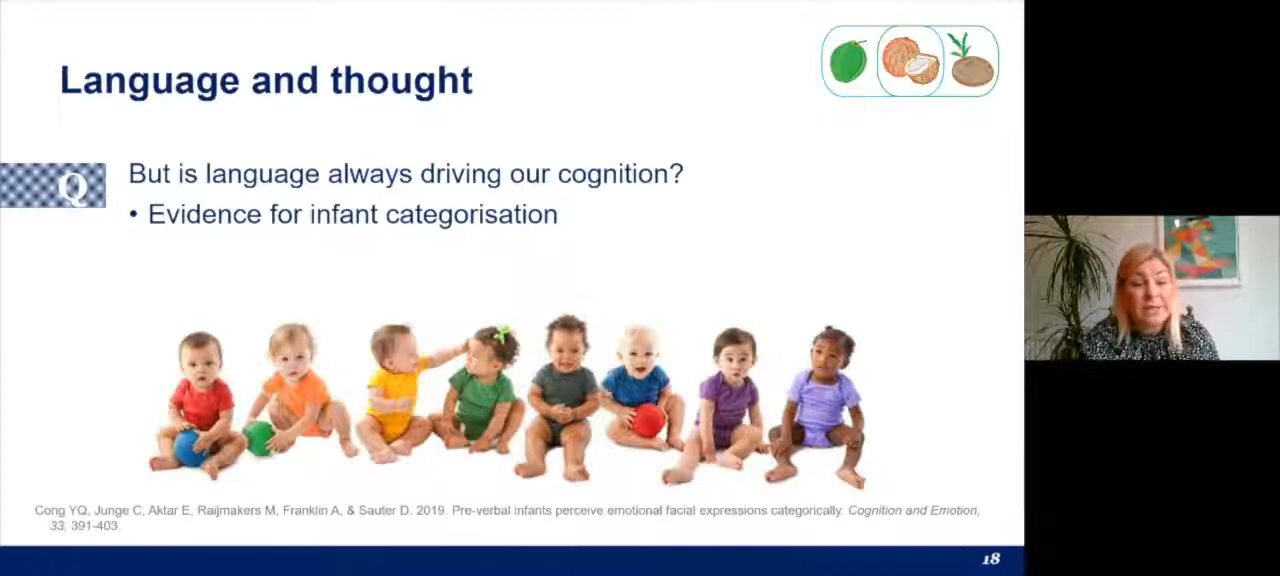 Language and thought
Q
But is language always driving our cognition?
• Evidence for infant categorisation
Cong YQ, Junge C, Aktar E, Raijmakers M, Franklin A, & Sauter D. 2019. Pre-verbal infants perceive emotional facial expressions categorically. Cognition and Emotion,
33, 391-403.
18